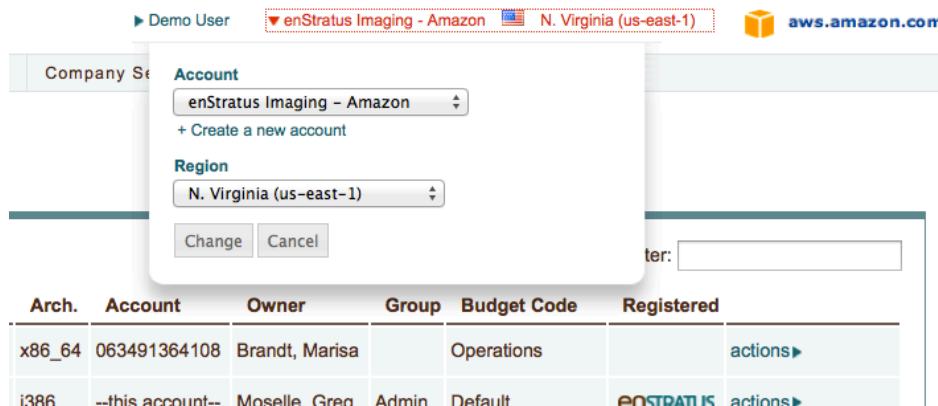 ▶ Demo User ▼ enStratus Imaging - Amazon N. Virginia (us-east-1) aws.amazon.com
Company Se
Account
enStratus Imaging – Amazon
+ Create a new account
Region
N. Virginia (us-east-1)
Change Cancel
ter:
Arch. Account Owner Group Budget Code Registered
x86_64 063491364108 Brandt, Marisa Operations actions▶
i386 --this account-- Moselle, Greg Admin Default enSTRATUS actions▶